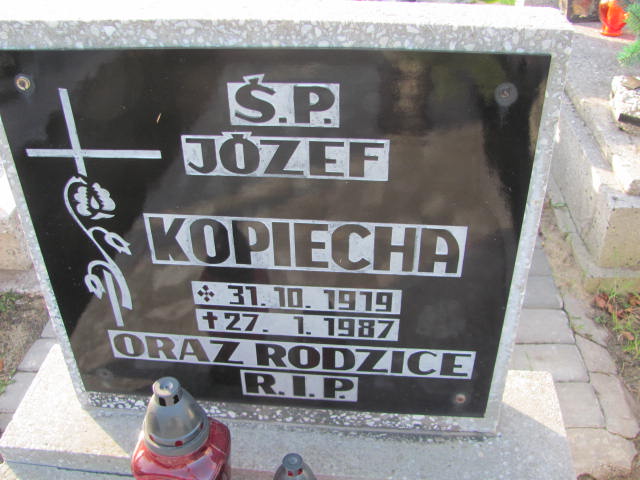 Ś.P.
JÓZEF
KOPIECHA
31.10.1919
✝27. 1.1987
ORAZ RODZICE
R.I.P.